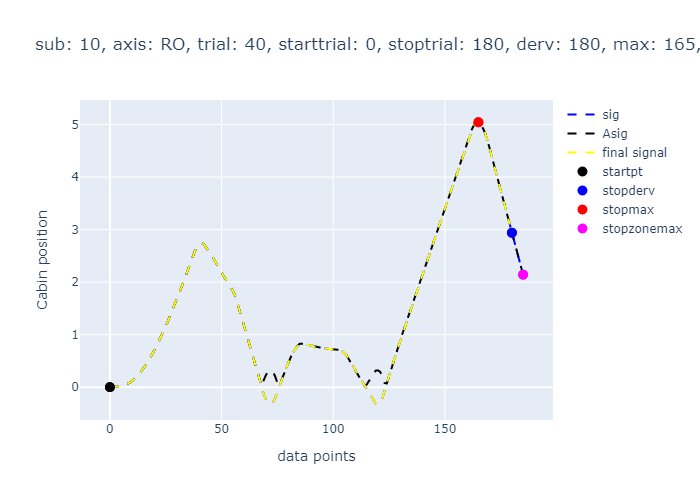 sub: 10, axis: RO, trial: 40, starttrial: 0, stoptrial: 180, derv: 180, max: 165,
sig
Asig
final signal
startpt
stopderv
stopmax
stopzonemax
5
4
3
2
1
0
Cabin position
0
50
100
150
data points